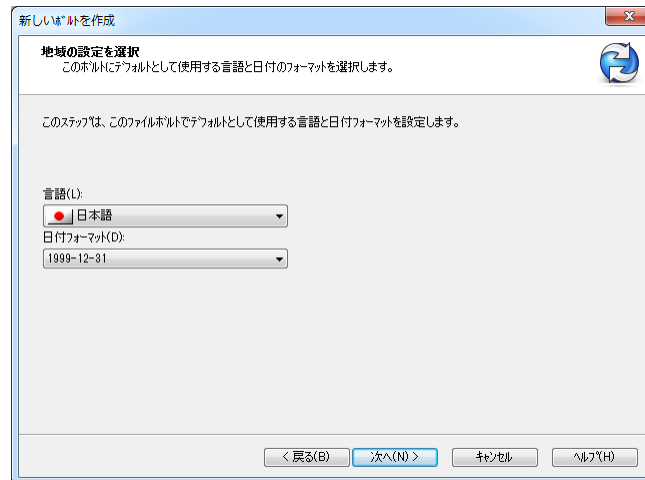 新しいﾎﾞﾙﾄを作成
地域の設定を選択
このﾎﾞﾙﾄにﾃﾞﾌｫﾙﾄとして使用する言語と日付のﾌｫｰﾏｯﾄを選択します。
このｽﾃｯﾌﾟは、このﾌｧｲﾙﾎﾞﾙﾄでﾃﾞﾌｫﾙﾄとして使用する言語と日付ﾌｫｰﾏｯﾄを設定します。
言語(L):
日本語
日付ﾌｫｰﾏｯﾄ(D):
1999-12-31
< 戻る(B)
次へ(N) >
ｷｬﾝｾﾙ
ﾍﾙﾌﾟ(H)